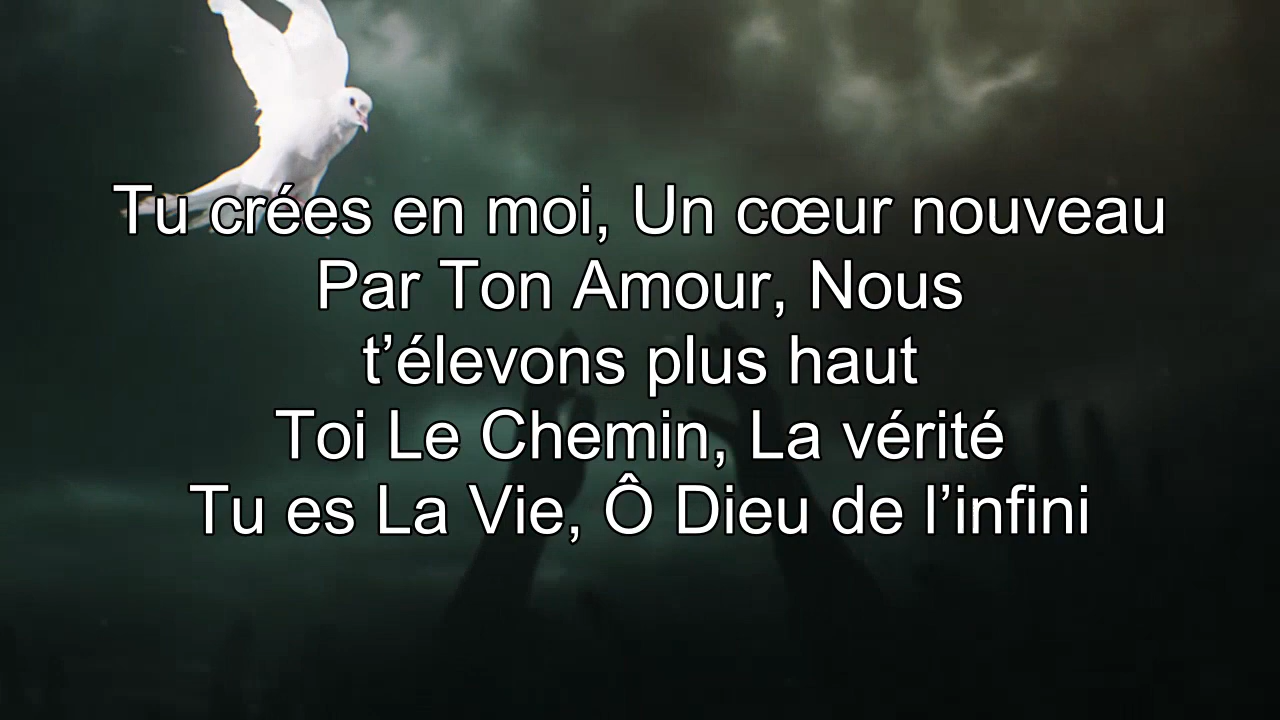 Tu crées en moi, Un cœur nouveau
Par Ton Amour, Nous
t’élevons plus haut
Toi Le Chemin, La vérité
Tu es La Vie, Ô Dieu de l’infini